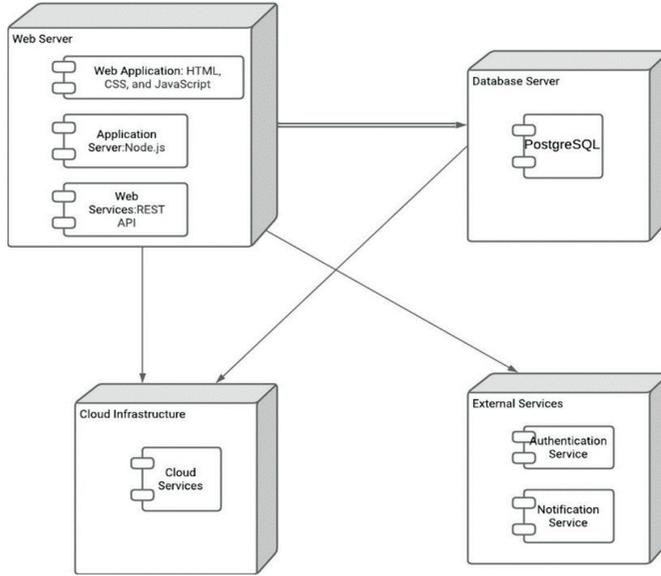 Web Server
Web Application: HTML,
CSS, and JavaScript
Application
Server:Node.js
Web
Services:REST
API
Database Server
PostgreSQL
Cloud Infrastructure
Cloud
Services
External Services
Authentication
Service
Notification
Service